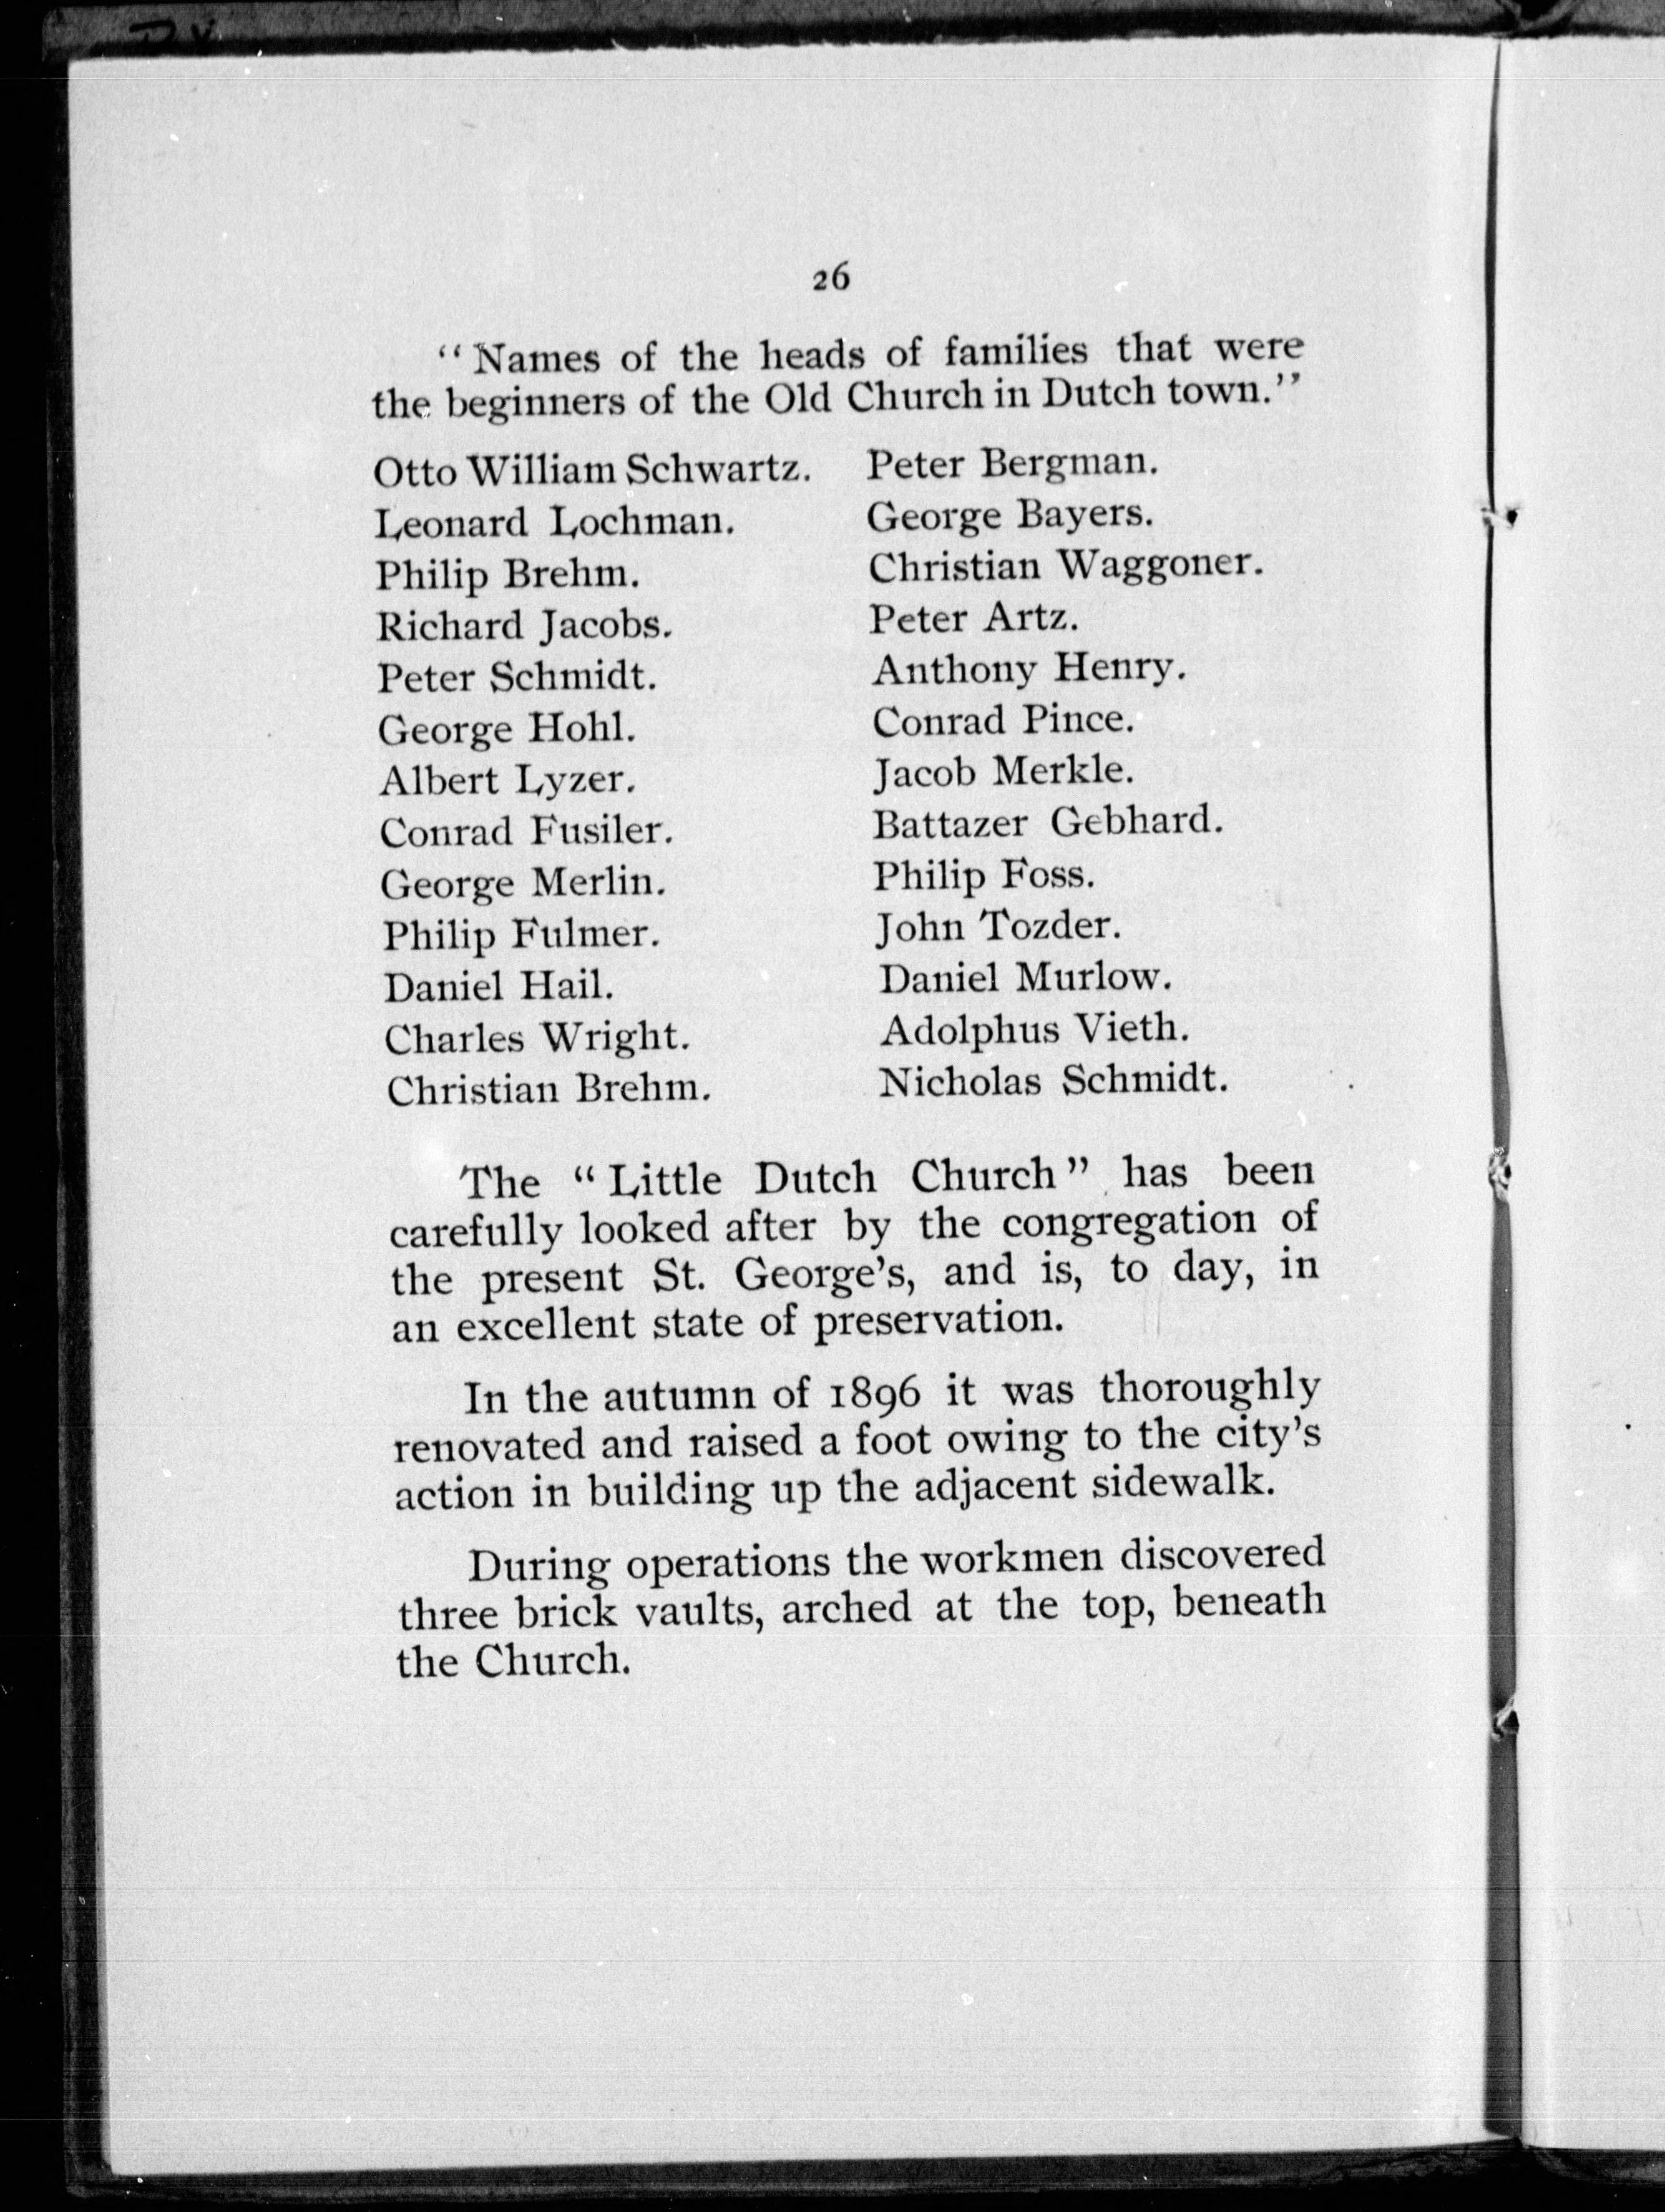 26
“Names of the heads of families that were
the beginners of the Old Church in Dutch town.”
Otto William Schwartz.
Leonard Lochman.
Philip Brehm.
Richard Jacobs.
Peter Schmidt.
George Hohl.
Albert Lyzer.
Conrad Fusiler.
George Merlin.
Philip Fulmer.
Daniel Hail.
Charles Wright.
Christian Brehm.
Peter Bergman.
George Bayers.
Christian Waggoner.
Peter Artz.
Anthony Henry.
Conrad Pince.
Jacob Merkle.
Battazer Gebhard.
Philip Foss.
John Tozder.
Daniel Murlow.
Adolphus Vieth.
Nicholas Schmidt.
The “Little Dutch Church” has been
carefully looked after by the congregation of
the present St. George’s, and is, to day, in
an excellent state of preservation.
In the autumn of 1896 it was thoroughly
renovated and raised a foot owing to the city’s
action in building up the adjacent sidewalk.
During operations the workmen discovered
three brick vaults, arched at the top, beneath
the Church.